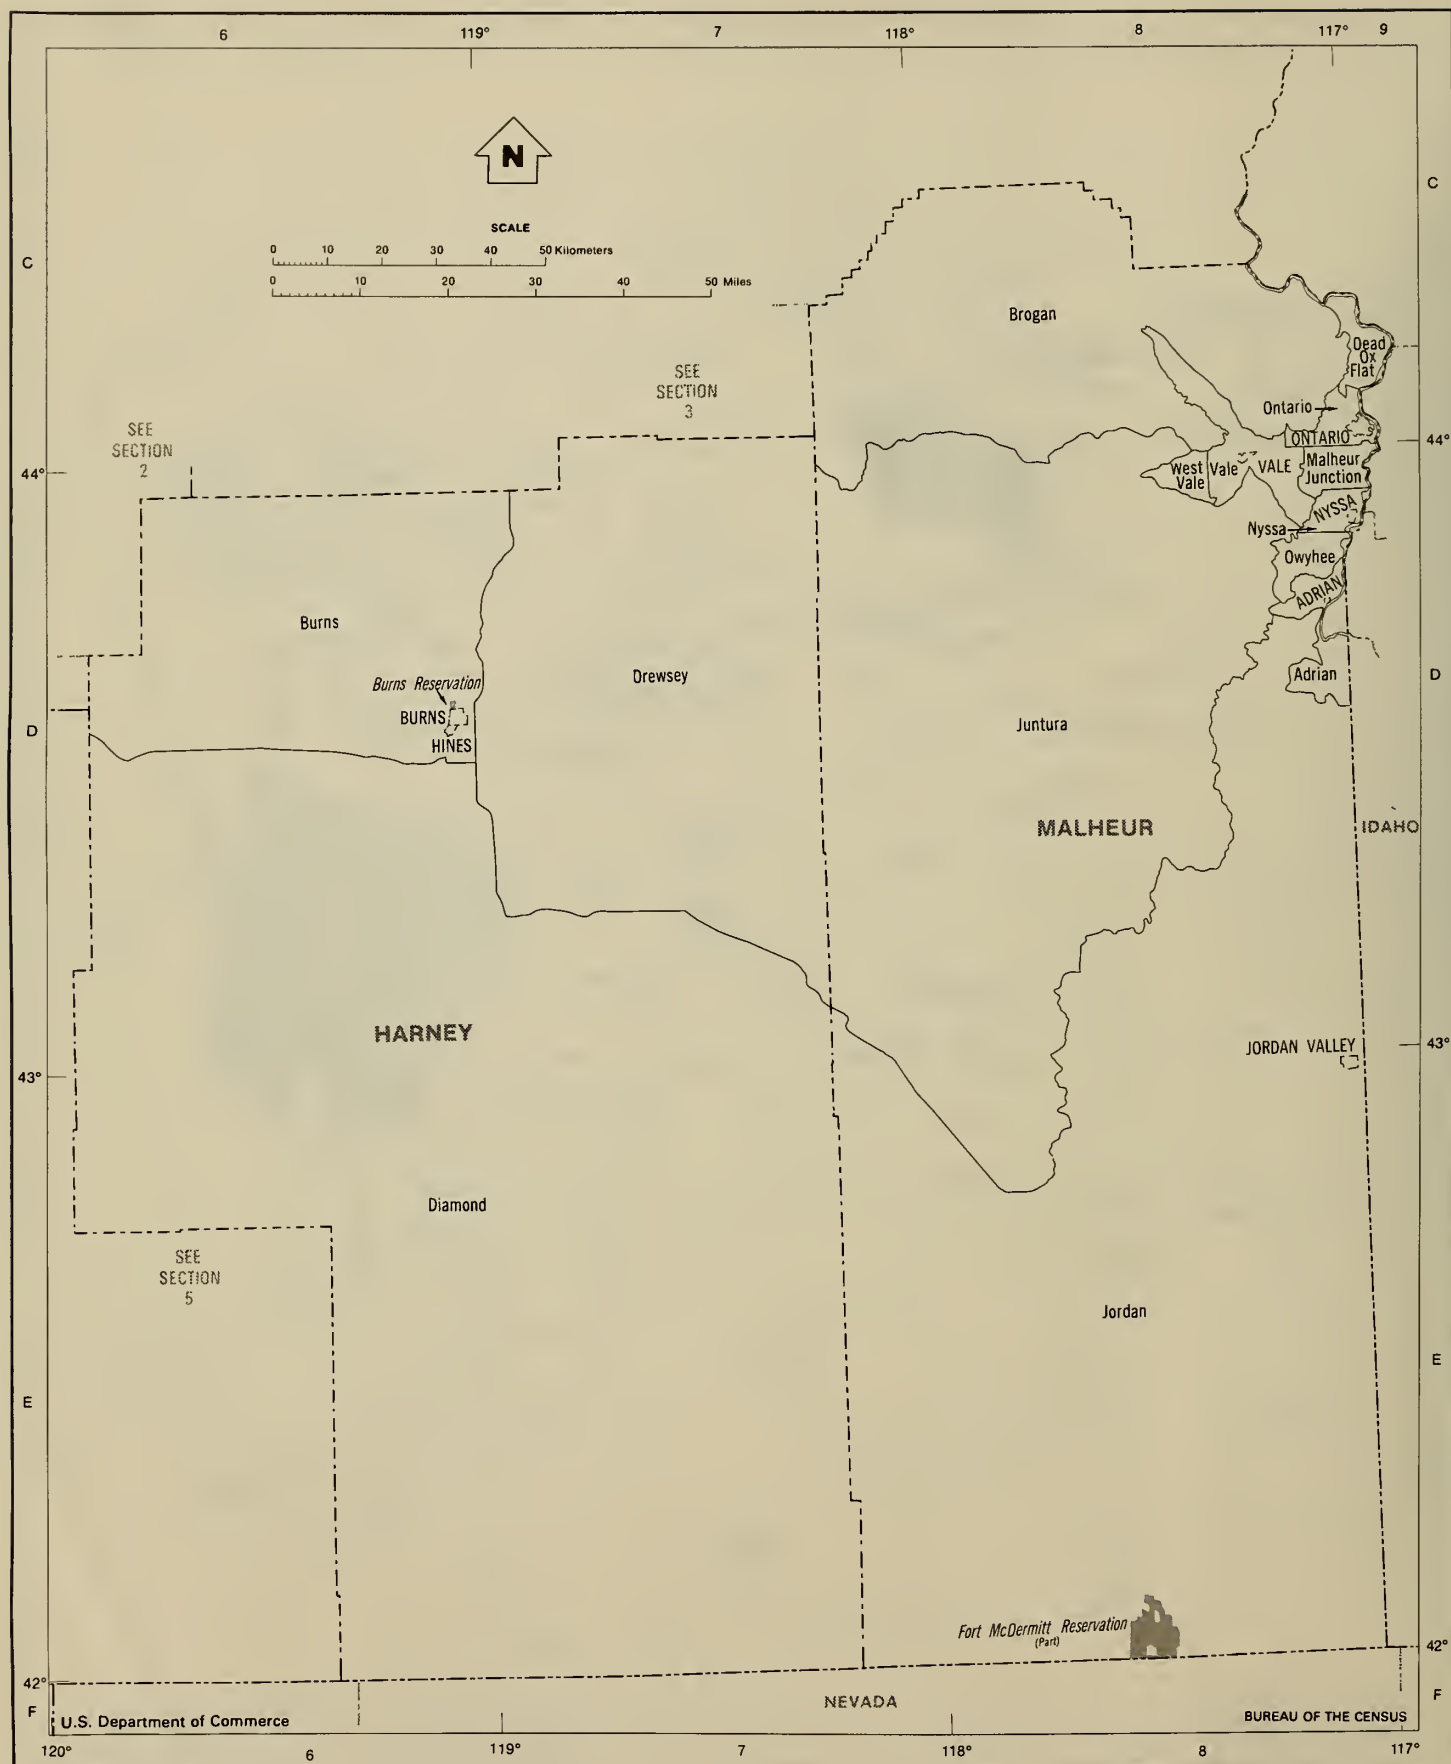 6 119° 7 118° 8 117° 9
N
C
SCALE
0 10 20 30 40 50 Kilometers
C
0 10 20 30 40 50 Miles
Brogan
Dead
Ox
Flat
SEE
SECTION
3
Ontario
SEE
SECTION
2
ONTARIO
44°
44°
West
Vale
Vale
VALE
Malheur
Junction
NYSSA
Nyssa
Owyhee
ADRIAN
Burns
Drewsey
Adrian
D
Burns Reservation
BURNS
Juntura
D
HINES
MALHEUR
IDAHO
HARNEY
JORDAN VALLEY
43°
43°
Diamond
SEE
SECTION
5
Jordan
E
E
Fort McDermitt Reservation
(Part)
42°
42°
NEVADA
F
F
U.S. Department of Commerce
BUREAU OF THE CENSUS
120° 6 119° 7 118° 8 117°